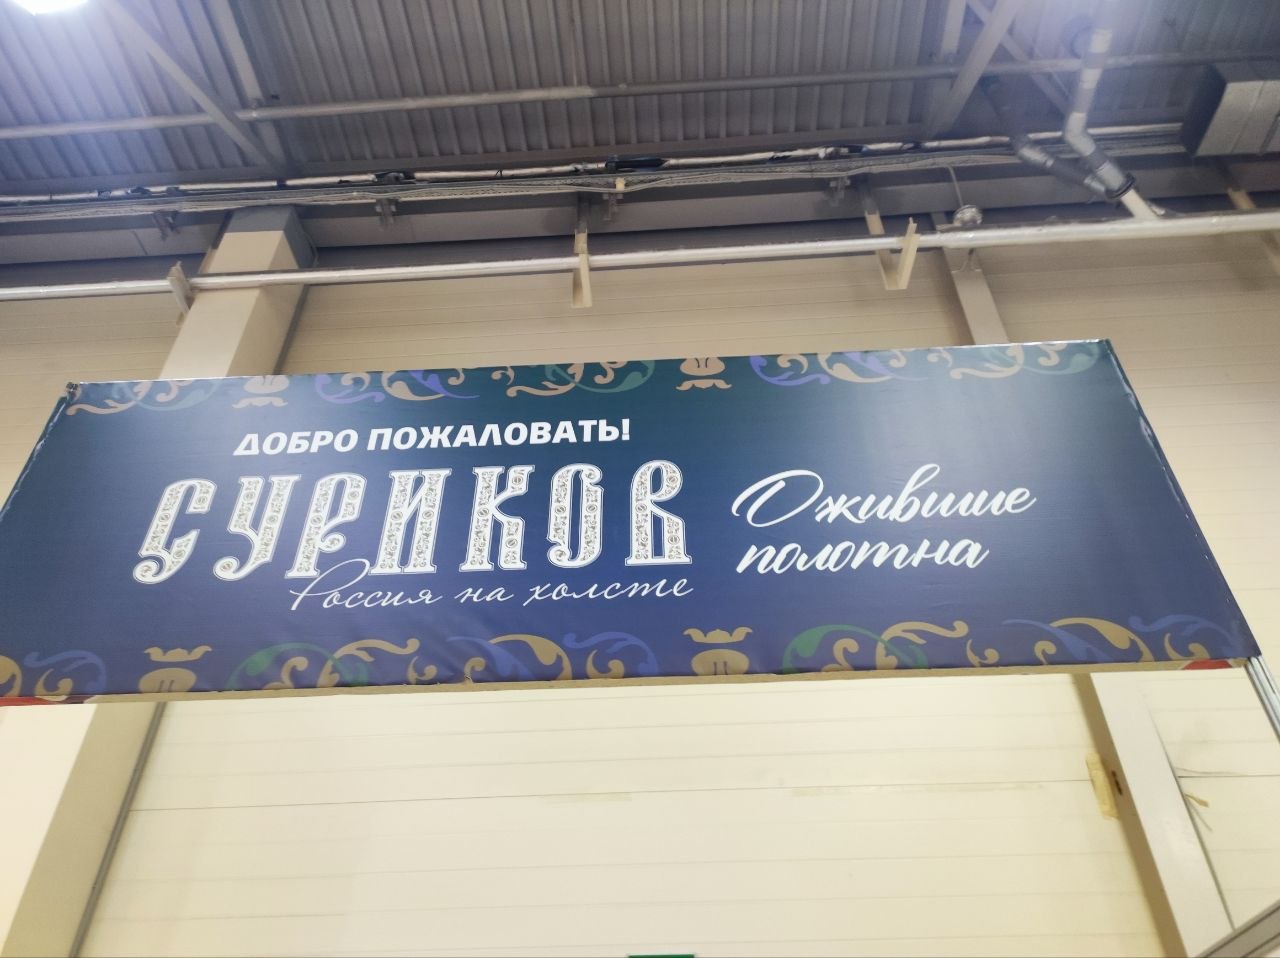 ДОБРО ПОЖАЛОВАТЬ!
СУРИКОВ
Россия на холсте
Ожившие
полотна